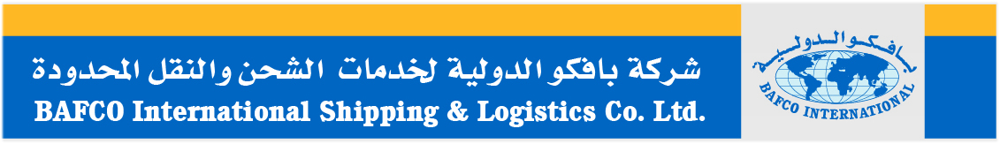 شركة بافكو الدولية لخدمات الشحن والنقل المحدودة
BAFCO International Shipping & Logistics Co. Ltd.
بافكو الدولية
BAFCO INTERNATIONAL